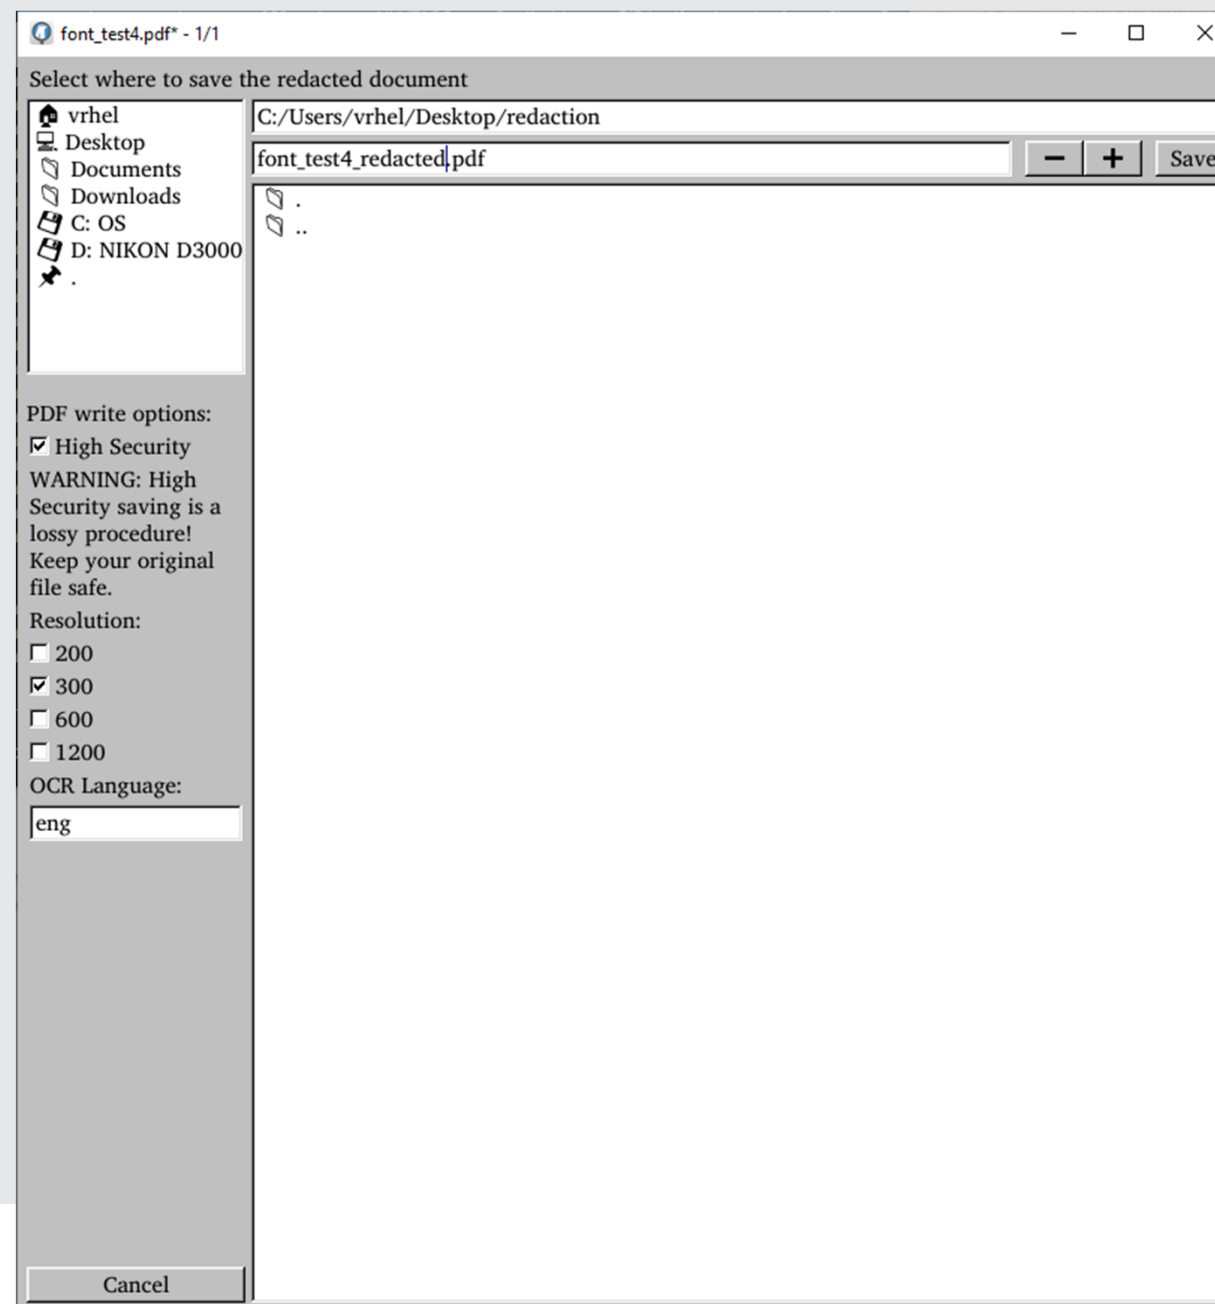 font_test4.pdf* - 1/1
Select where to save the redacted document
vrhel
Desktop
Documents
Downloads
C: OS
D: NIKON D3000
.
C:/Users/vrhel/Desktop/redaction
font_test4_redacted.pdf
− + Save
.
..
PDF write options:
High Security
WARNING: High
Security saving is a
lossy procedure!
Keep your original
file safe.
Resolution:
200
300
600
1200
OCR Language:
eng
Cancel